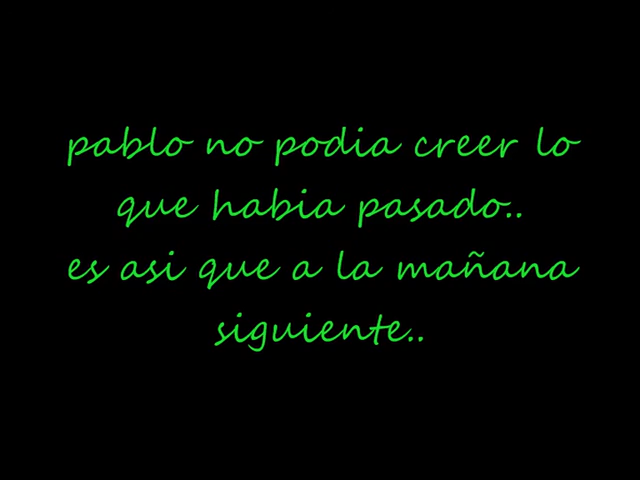 pablo no podia creer lo
que habia pasado..
es asi que a la mañana
siguiente..